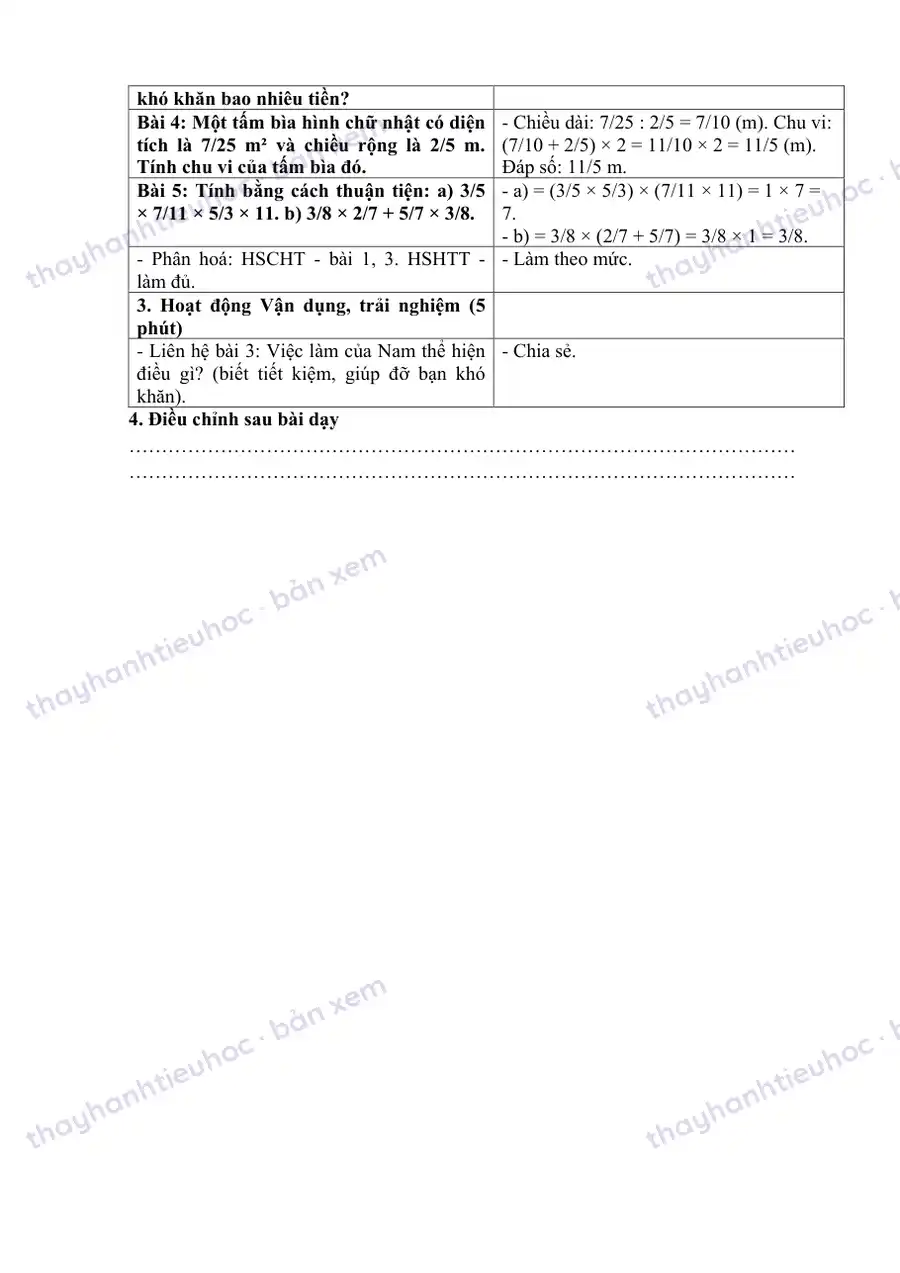 khó khăn bao nhiêu tiền?
Bài 4: Một tấm bìa hình chữ nhật có diện
tích là 7/25 m² và chiều rộng là 2/5 m.
Tính chu vi của tấm bìa đó.
- Chiều dài: 7/25 : 2/5 = 7/10 (m). Chu vi:
(7/10 + 2/5) × 2 = 11/10 × 2 = 11/5 (m).
Đáp số: 11/5 m.
Bài 5: Tính bằng cách thuận tiện: a) 3/5
× 7/11 × 5/3 × 11. b) 3/8 × 2/7 + 5/7 × 3/8.
- a) = (3/5 × 5/3) × (7/11 × 11) = 1 × 7 =
7.
- b) = 3/8 × (2/7 + 5/7) = 3/8 × 1 = 3/8.
- Phân hoá: HSCHT - bài 1, 3. HSHTT -
làm đủ.
- Làm theo mức.
3. Hoạt động Vận dụng, trải nghiệm (5
phút)
- Liên hệ bài 3: Việc làm của Nam thể hiện
điều gì? (biết tiết kiệm, giúp đỡ bạn khó
khăn).
- Chia sẻ.
4. Điều chỉnh sau bài dạy
……………………………………………………………………………………………
……………………………………………………………………………………………
thayhanhtieuhoc · bản xem
thayhanhtieuhoc · b
thayhanhtieuhoc · bản xem
thayhanhtieuhoc · b
thayhanhtieuhoc · bản xem
thayhanhtieuhoc · b